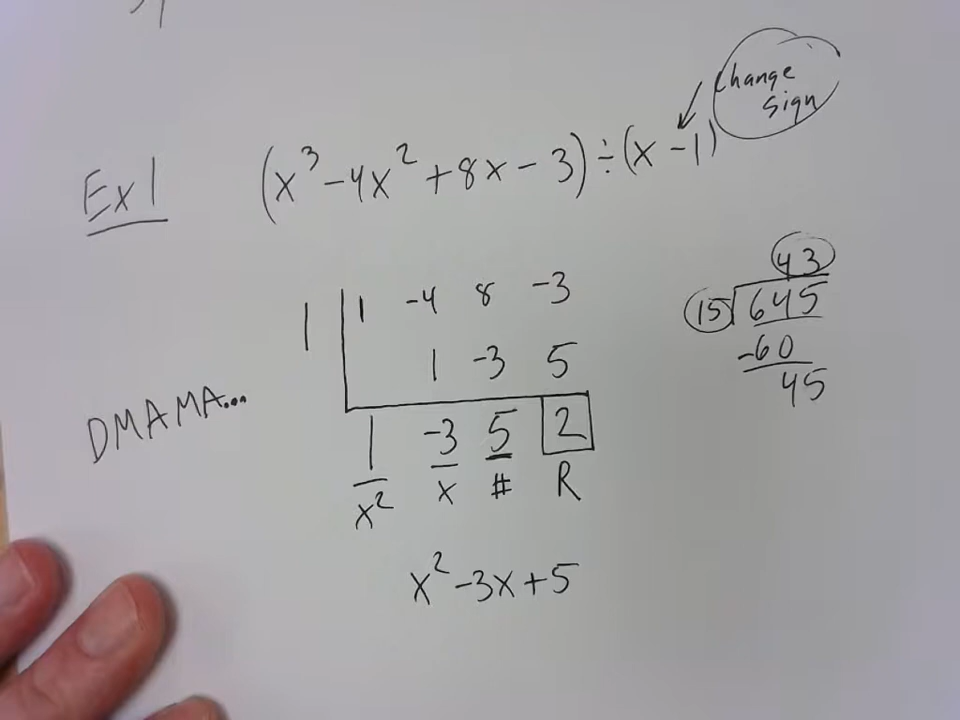 change
sign
Ex 1 (x³ - 4x² + 8x - 3) ÷ (x - 1)
1 | 1 -4 8 -3
1 -3 5
1 -3 5 2
x² x # R
DMAMA...
x² - 3x + 5
43
15 645
-60
45